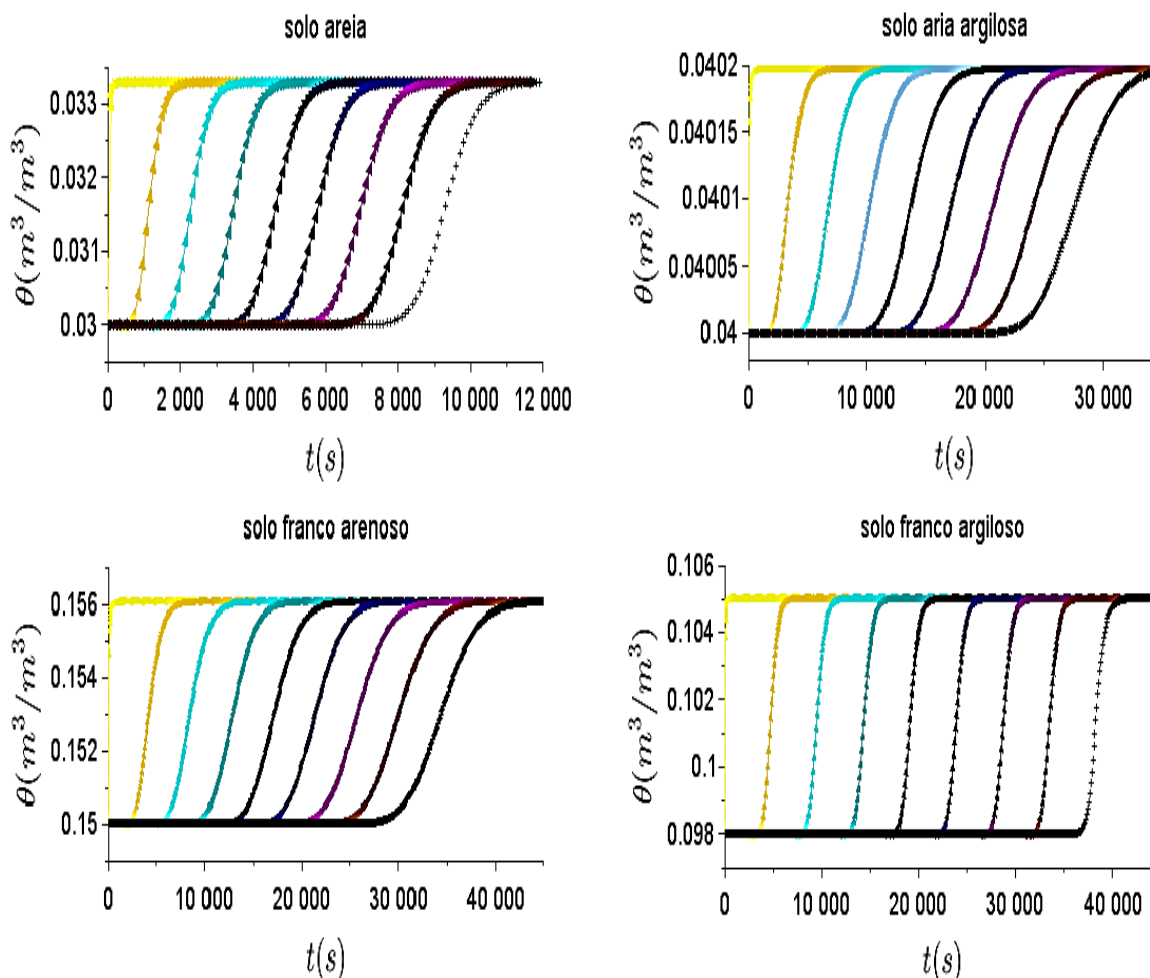 solo areia
θ(m³/m³)
0.033
0.032
0.031
0.03
0 2 000 4 000 6 000 8 000 10 000 12 000
t(s)
solo aria argilosa
θ(m³/m³)
0.0402
0.04015
0.0401
0.04005
0.04
0 10 000 20 000 30 000
t(s)
solo franco arenoso
θ(m³/m³)
0.156
0.154
0.152
0.15
0 10 000 20 000 30 000 40 000
t(s)
solo franco argiloso
θ(m³/m³)
0.106
0.104
0.102
0.1
0.098
0 10 000 20 000 30 000 40 000
t(s)